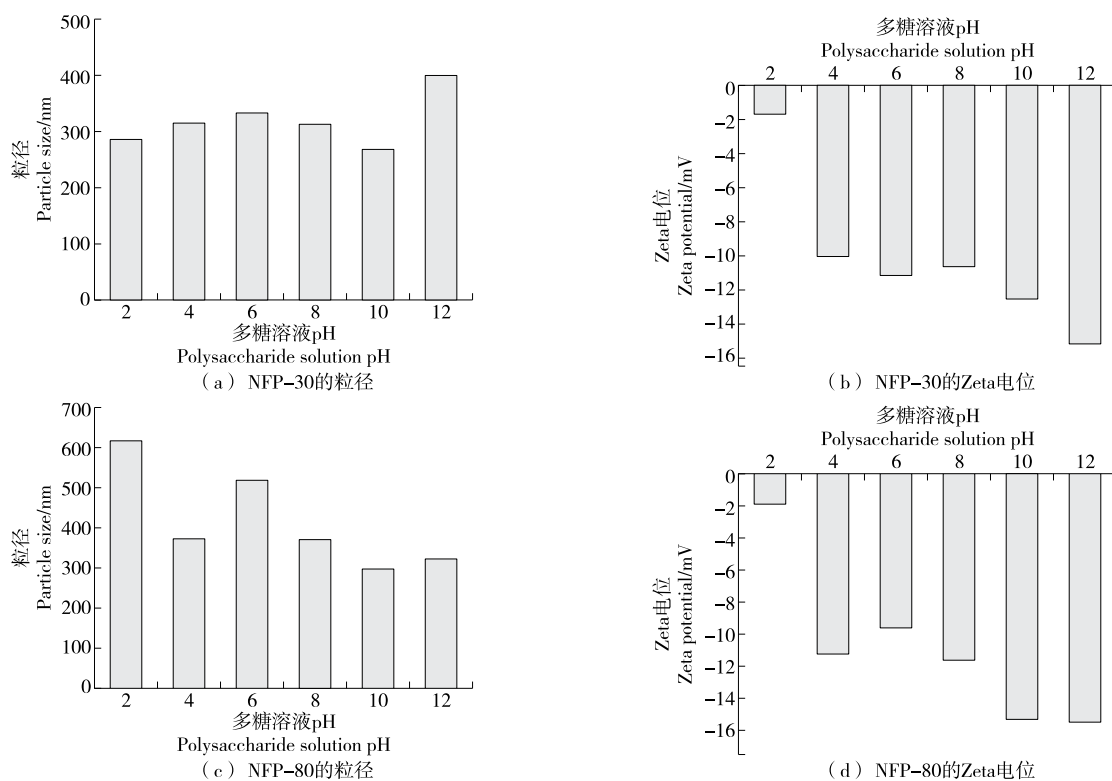 500
400
300
200
100
0
粒径
Particle size/nm
2 4 6 8 10 12
多糖溶液pH
Polysaccharide solution pH
（a）NFP-30的粒径
多糖溶液pH
Polysaccharide solution pH
2 4 6 8 10 12
0
-2
-4
-6
-8
-10
-12
-14
-16
Zeta电位
Zeta potential/mV
（b）NFP-30的Zeta电位
700
600
500
400
300
200
100
0
粒径
Particle size/nm
2 4 6 8 10 12
多糖溶液pH
Polysaccharide solution pH
（c）NFP-80的粒径
多糖溶液pH
Polysaccharide solution pH
2 4 6 8 10 12
0
-2
-4
-6
-8
-10
-12
-14
-16
Zeta电位
Zeta potential/mV
（d）NFP-80的Zeta电位